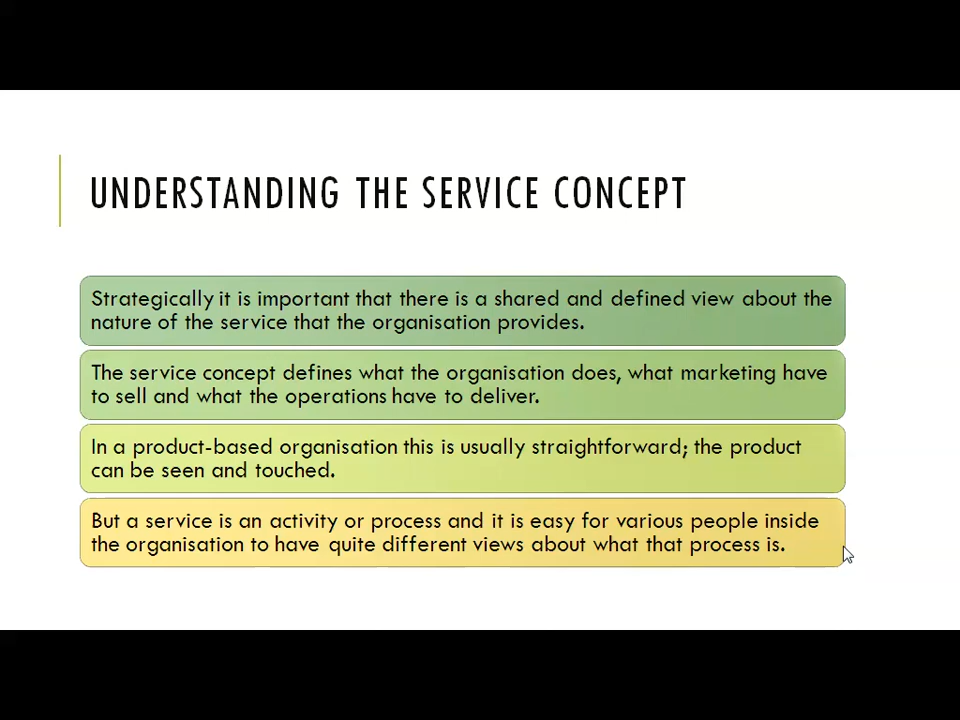 UNDERSTANDING THE SERVICE CONCEPT
Strategically it is important that there is a shared and defined view about the
nature of the service that the organisation provides.
The service concept defines what the organisation does, what marketing have
to sell and what the operations have to deliver.
In a product-based organisation this is usually straightforward; the product
can be seen and touched.
But a service is an activity or process and it is easy for various people inside
the organisation to have quite different views about what that process is.